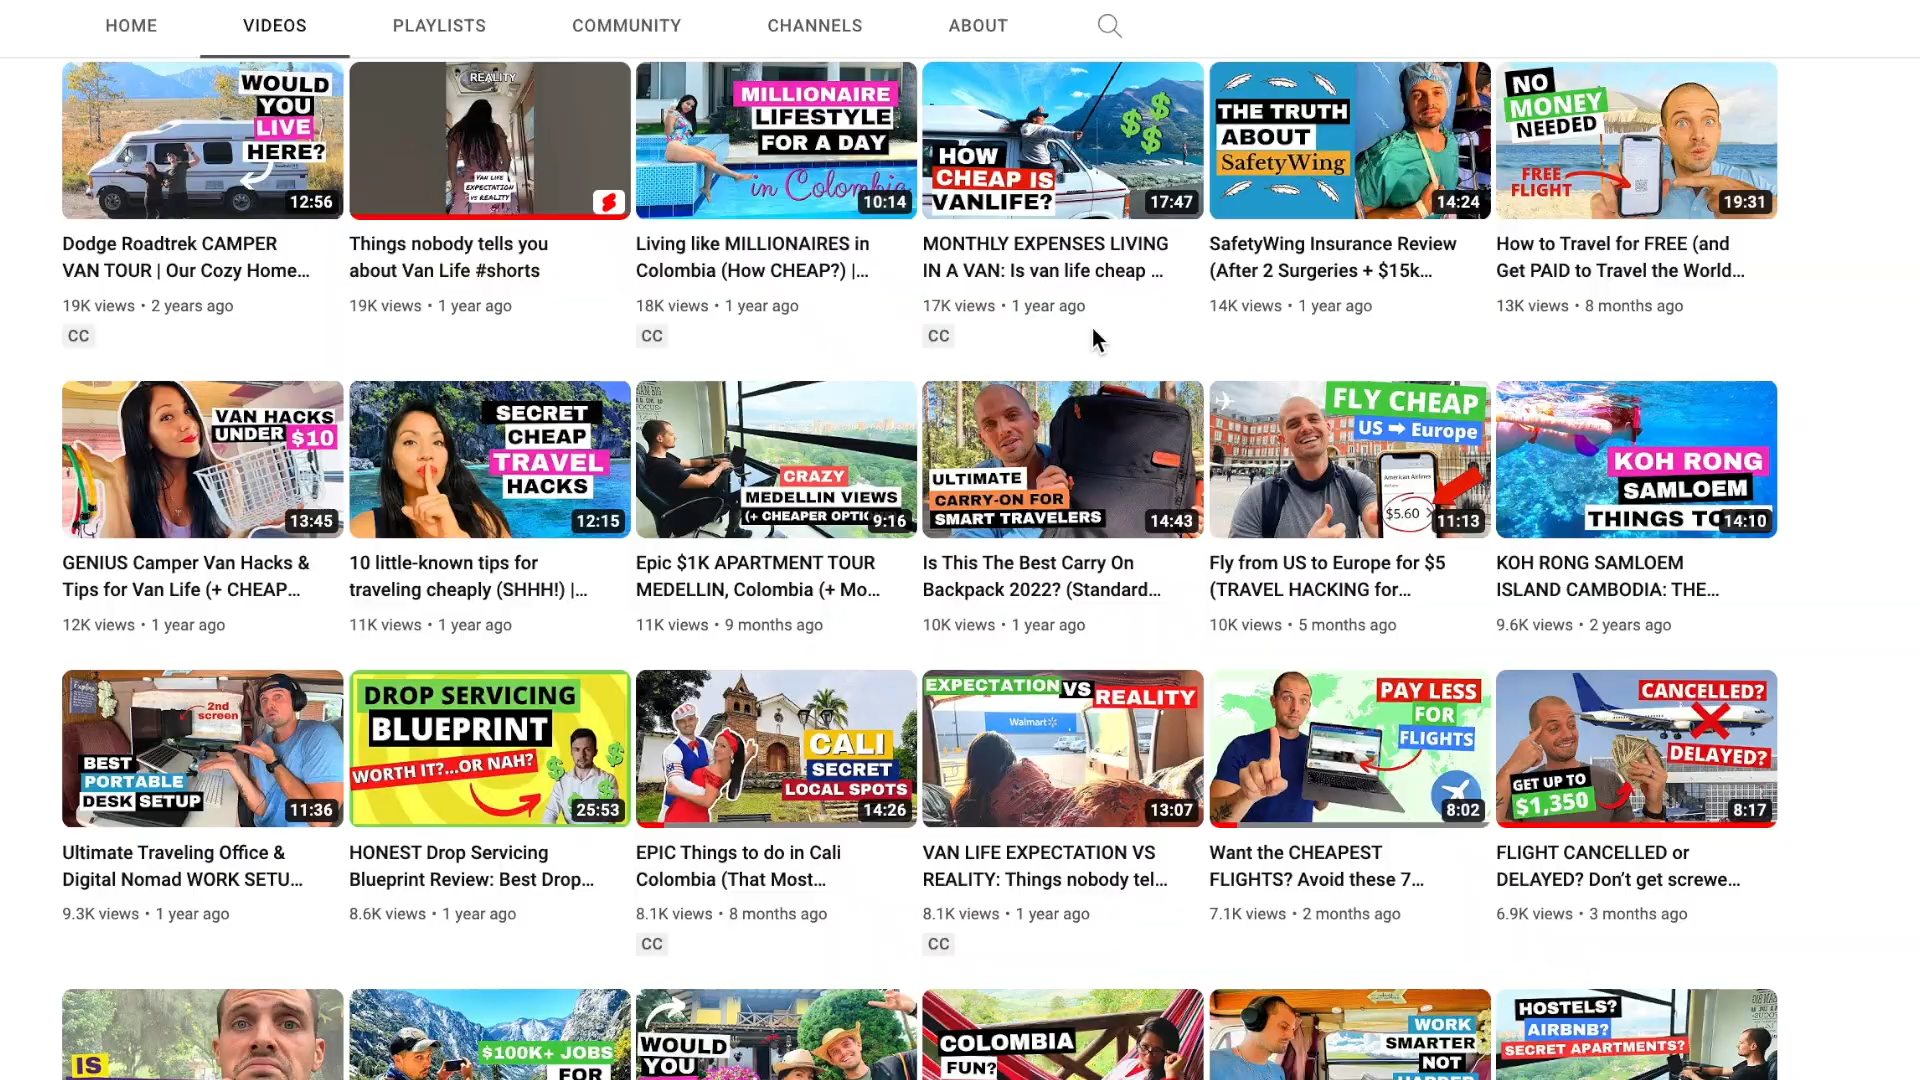 HOME
VIDEOS
PLAYLISTS
COMMUNITY
CHANNELS
ABOUT
WOULD
YOU
LIVE
HERE?
12:56
REALITY
VAN LIFE
EXPECTATION
VS REALITY
MILLIONAIRE
LIFESTYLE
FOR A DAY
in Colombia
10:14
HOW
CHEAP IS
VANLIFE?
17:47
THE TRUTH
ABOUT
SafetyWing
14:24
NO
MONEY
NEEDED
FREE
FLIGHT
19:31
Dodge Roadtrek CAMPER
VAN TOUR | Our Cozy Home...
19K views • 2 years ago
CC
Things nobody tells you
about Van Life #shorts
19K views • 1 year ago
Living like MILLIONAIRES in
Colombia (How CHEAP?) |...
18K views • 1 year ago
CC
MONTHLY EXPENSES LIVING
IN A VAN: Is van life cheap ...
17K views • 1 year ago
CC
SafetyWing Insurance Review
(After 2 Surgeries + $15k...
14K views • 1 year ago
How to Travel for FREE (and
Get PAID to Travel the World...
13K views • 8 months ago
VAN HACKS
UNDER $10
13:45
SECRET
CHEAP
TRAVEL
HACKS
12:15
CRAZY
MEDELLIN VIEWS
(+ CHEAPER OPTIO
9:16
ULTIMATE
CARRY-ON FOR
SMART TRAVELERS
14:43
FLY CHEAP
US ➡ Europe
American Airlines
$5.60
11:13
KOH RONG
SAMLOEM
THINGS TO
14:10
GENIUS Camper Van Hacks &
Tips for Van Life (+ CHEAP...
12K views • 1 year ago
10 little-known tips for
traveling cheaply (SHHH!) |...
11K views • 1 year ago
Epic $1K APARTMENT TOUR
MEDELLIN, Colombia (+ Mo...
11K views • 9 months ago
Is This The Best Carry On
Backpack 2022? (Standard...
10K views • 1 year ago
Fly from US to Europe for $5
(TRAVEL HACKING for...
10K views • 5 months ago
KOH RONG SAMLOEM
ISLAND CAMBODIA: THE...
9.6K views • 2 years ago
2nd
screen
BEST
PORTABLE
DESK SETUP
11:36
DROP SERVICING
BLUEPRINT
WORTH IT?...OR NAH?
25:53
CALI
SECRET
LOCAL SPOTS
14:26
EXPECTATION VS REALITY
Walmart
13:07
PAY LESS
FOR
FLIGHTS
8:02
CANCELLED?
DELAYED?
GET UP TO
$1,350
8:17
Ultimate Traveling Office &
Digital Nomad WORK SETU...
9.3K views • 1 year ago
HONEST Drop Servicing
Blueprint Review: Best Drop...
8.6K views • 1 year ago
EPIC Things to do in Cali
Colombia (That Most...
8.1K views • 8 months ago
CC
VAN LIFE EXPECTATION VS
REALITY: Things nobody tel...
8.1K views • 1 year ago
CC
Want the CHEAPEST
FLIGHTS? Avoid these 7...
7.1K views • 2 months ago
FLIGHT CANCELLED or
DELAYED? Don't get screwe...
6.9K views • 3 months ago
IS
$100K+ JOBS
FOR
WOULD
YOU
COLOMBIA
FUN?
WORK
SMARTER
NOT
HOSTELS?
AIRBNB?
SECRET APARTMENTS?